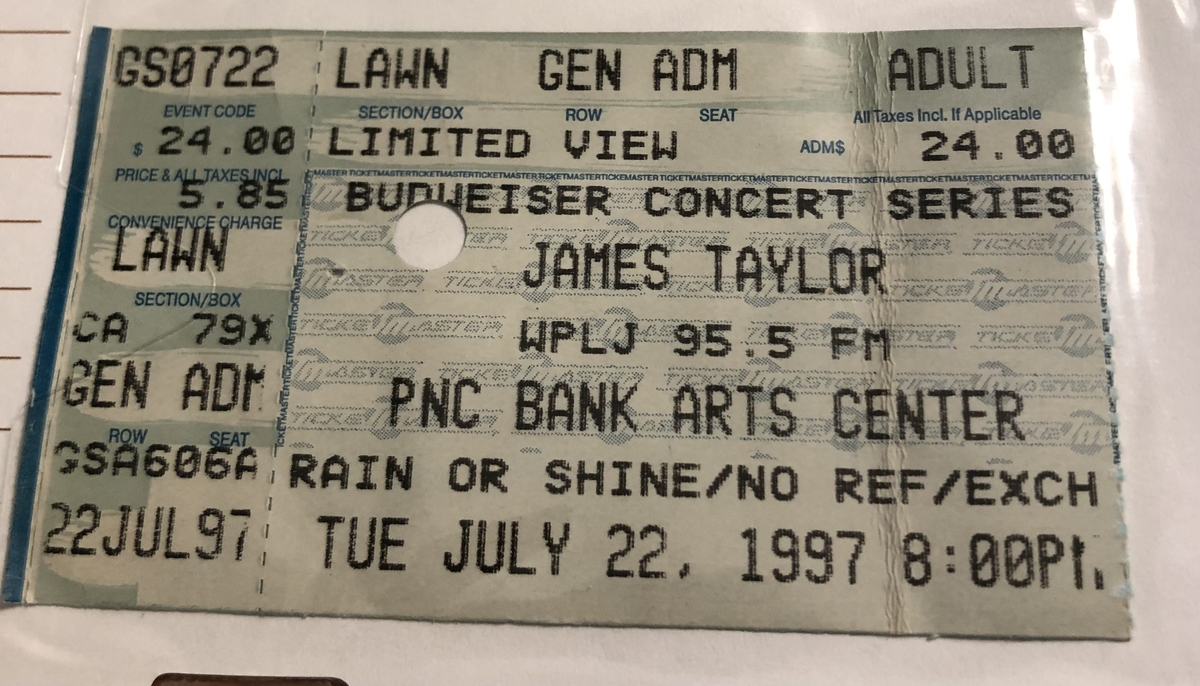 GS0722 LAWN GEN ADM ADULT
EVENT CODE SECTION/BOX ROW SEAT All Taxes Incl. If Applicable
$ 24.00 LIMITED VIEW ADM$ 24.00
PRICE & ALL TAXES INCL
5.85 BUDWEISER CONCERT SERIES
CONVENIENCE CHARGE
LAWN JAMES TAYLOR
SECTION/BOX
CA 79X WPLJ 95.5 FM
GEN ADM PNC BANK ARTS CENTER
ROW SEAT
GSA606A RAIN OR SHINE/NO REF/EXCH
22JUL97 TUE JULY 22, 1997 8:00PM